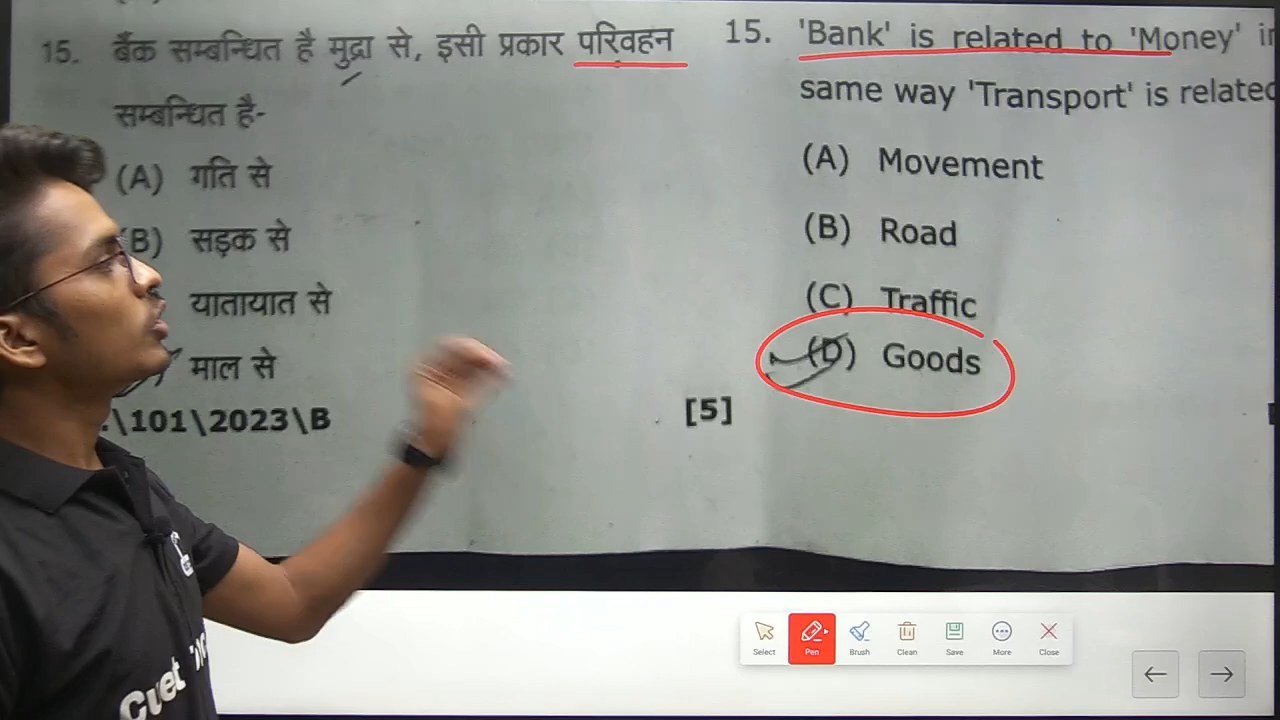 15. बैंक सम्बन्धित है मुद्रा से, इसी प्रकार परिवहन
सम्बन्धित है-
(A) गति से
(B) सड़क से
यातायात से
माल से
.\101\2023\B
[5]
15. 'Bank' is related to 'Money' in
same way 'Transport' is related
(A) Movement
(B) Road
(C) Traffic
(D) Goods
Select
Pen
Brush
Clean
Save
More
Close